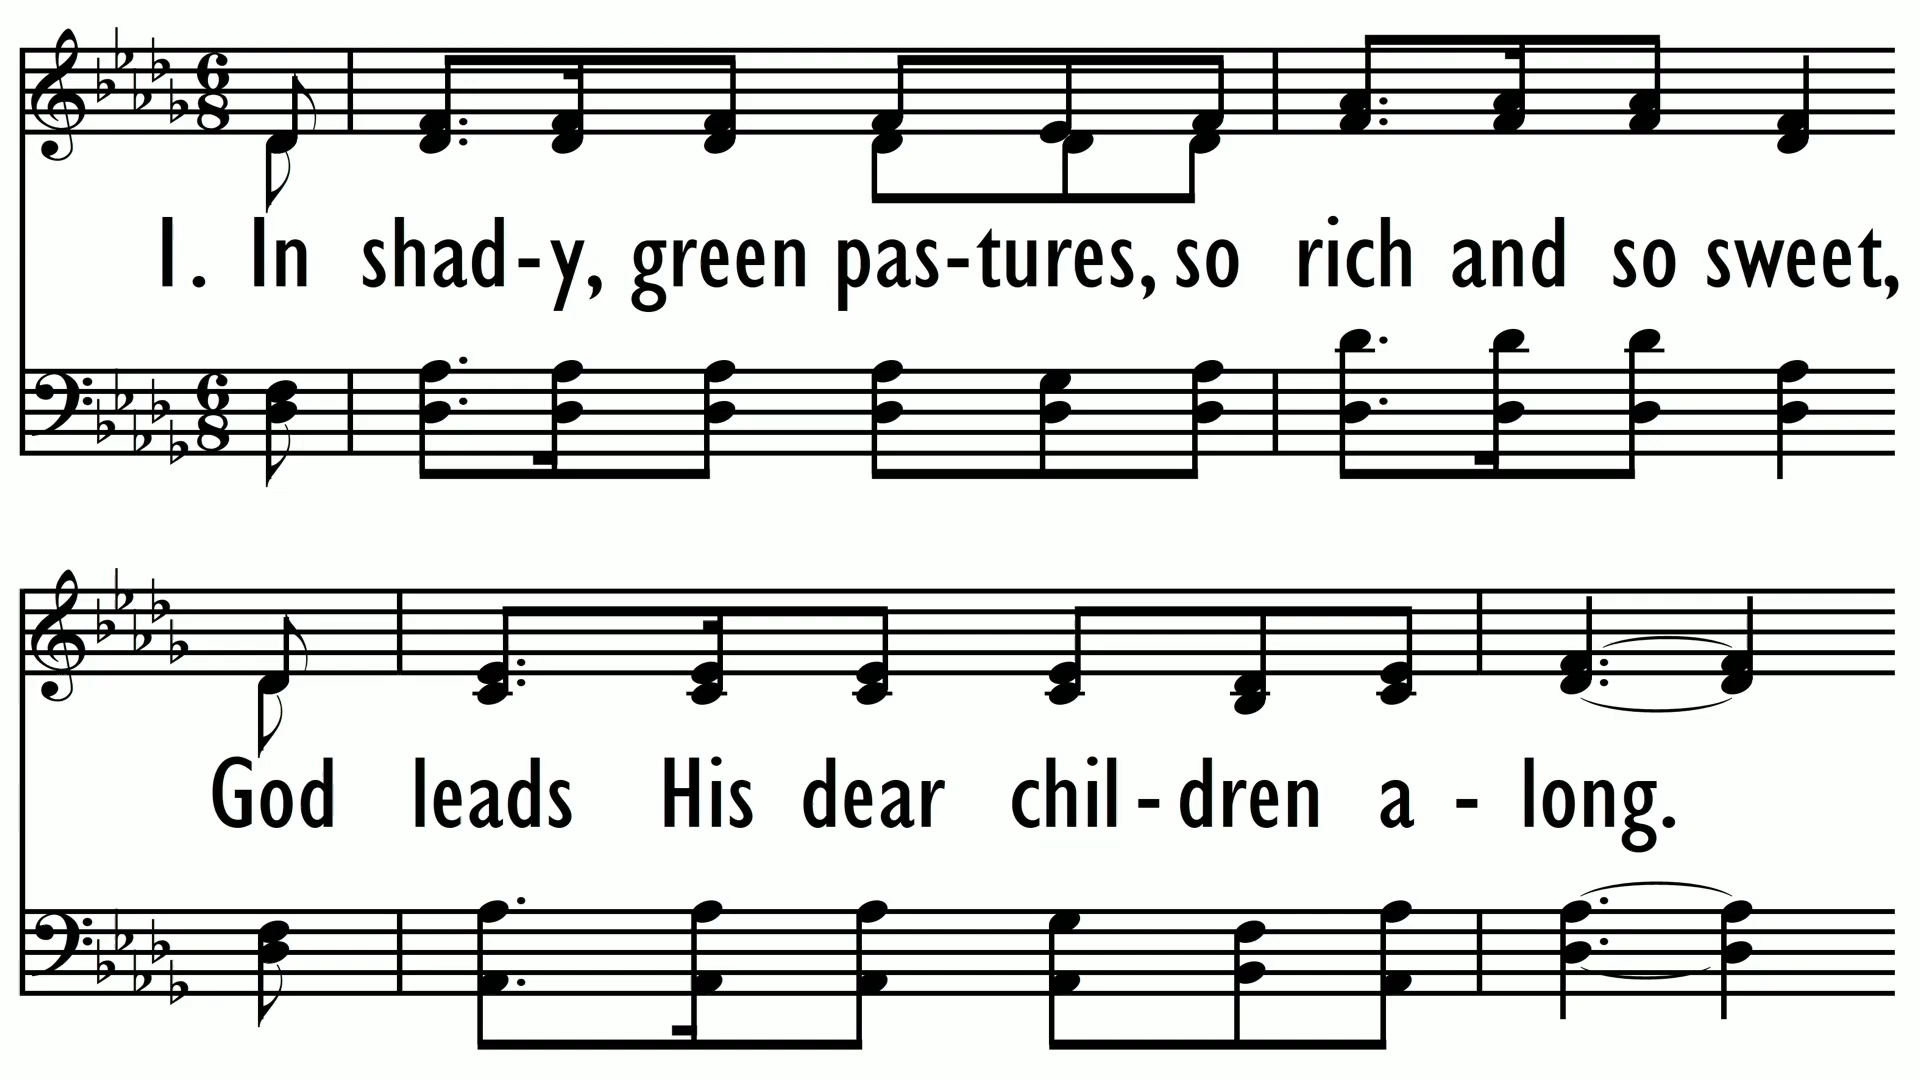 1. In shad-y, green pas-tures, so rich and so sweet,
God leads His dear chil-dren a-long.